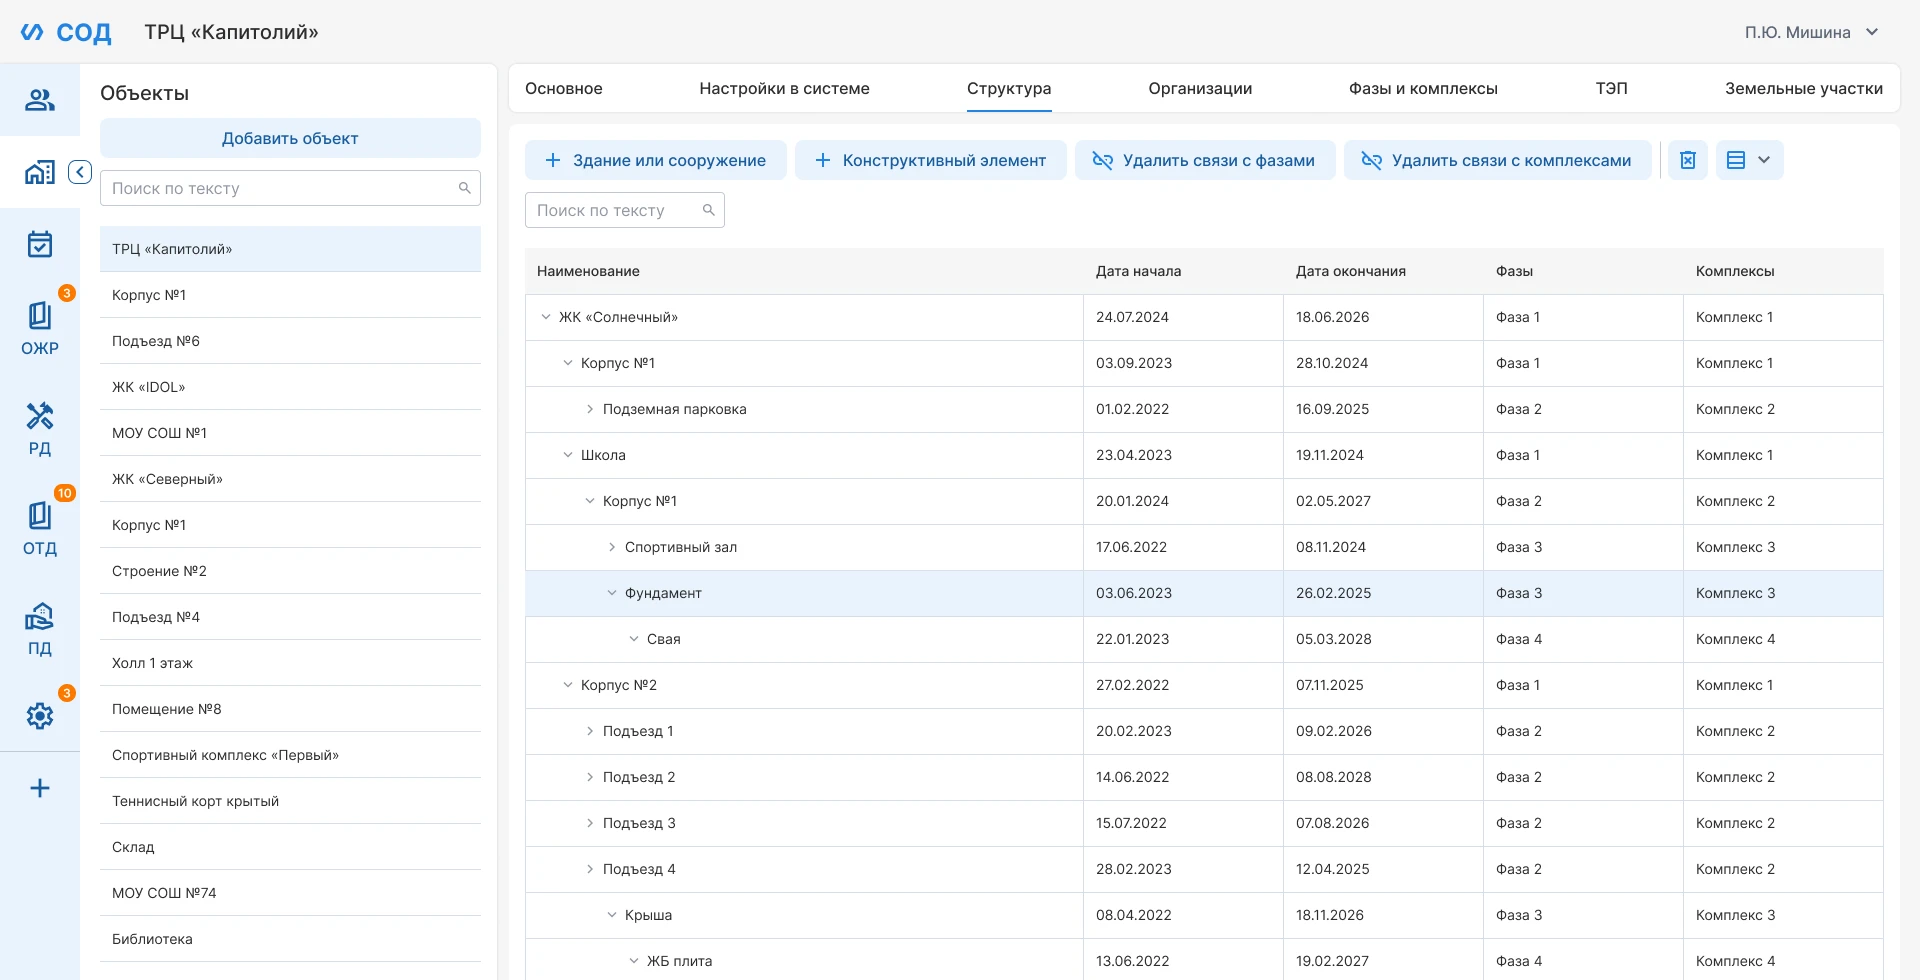 СОД
ТРЦ «Капитолий»
П.Ю. Мишина
3
ОЖР
РД
10
ОТД
ПД
3
Объекты
Добавить объект
Поиск по тексту
ТРЦ «Капитолий»
Корпус №1
Подъезд №6
ЖК «IDOL»
МОУ СОШ №1
ЖК «Северный»
Корпус №1
Строение №2
Подъезд №4
Холл 1 этаж
Помещение №8
Спортивный комплекс «Первый»
Теннисный корт крытый
Склад
МОУ СОШ №74
Библиотека
Основное Настройки в системе Структура Организации Фазы и комплексы ТЭП Земельные участки
Здание или сооружение Конструктивный элемент Удалить связи с фазами Удалить связи с комплексами
Поиск по тексту
Наименование Дата начала Дата окончания Фазы Комплексы
ЖК «Солнечный» 24.07.2024 18.06.2026 Фаза 1 Комплекс 1
Корпус №1 03.09.2023 28.10.2024 Фаза 1 Комплекс 1
Подземная парковка 01.02.2022 16.09.2025 Фаза 2 Комплекс 2
Школа 23.04.2023 19.11.2024 Фаза 1 Комплекс 1
Корпус №1 20.01.2024 02.05.2027 Фаза 2 Комплекс 2
Спортивный зал 17.06.2022 08.11.2024 Фаза 3 Комплекс 3
Фундамент 03.06.2023 26.02.2025 Фаза 3 Комплекс 3
Свая 22.01.2023 05.03.2028 Фаза 4 Комплекс 4
Корпус №2 27.02.2022 07.11.2025 Фаза 1 Комплекс 1
Подъезд 1 20.02.2023 09.02.2026 Фаза 2 Комплекс 2
Подъезд 2 14.06.2022 08.08.2028 Фаза 2 Комплекс 2
Подъезд 3 15.07.2022 07.08.2026 Фаза 2 Комплекс 2
Подъезд 4 28.02.2023 12.04.2025 Фаза 2 Комплекс 2
Крыша 08.04.2022 18.11.2026 Фаза 3 Комплекс 3
ЖБ плита 13.06.2022 19.02.2027 Фаза 4 Комплекс 4